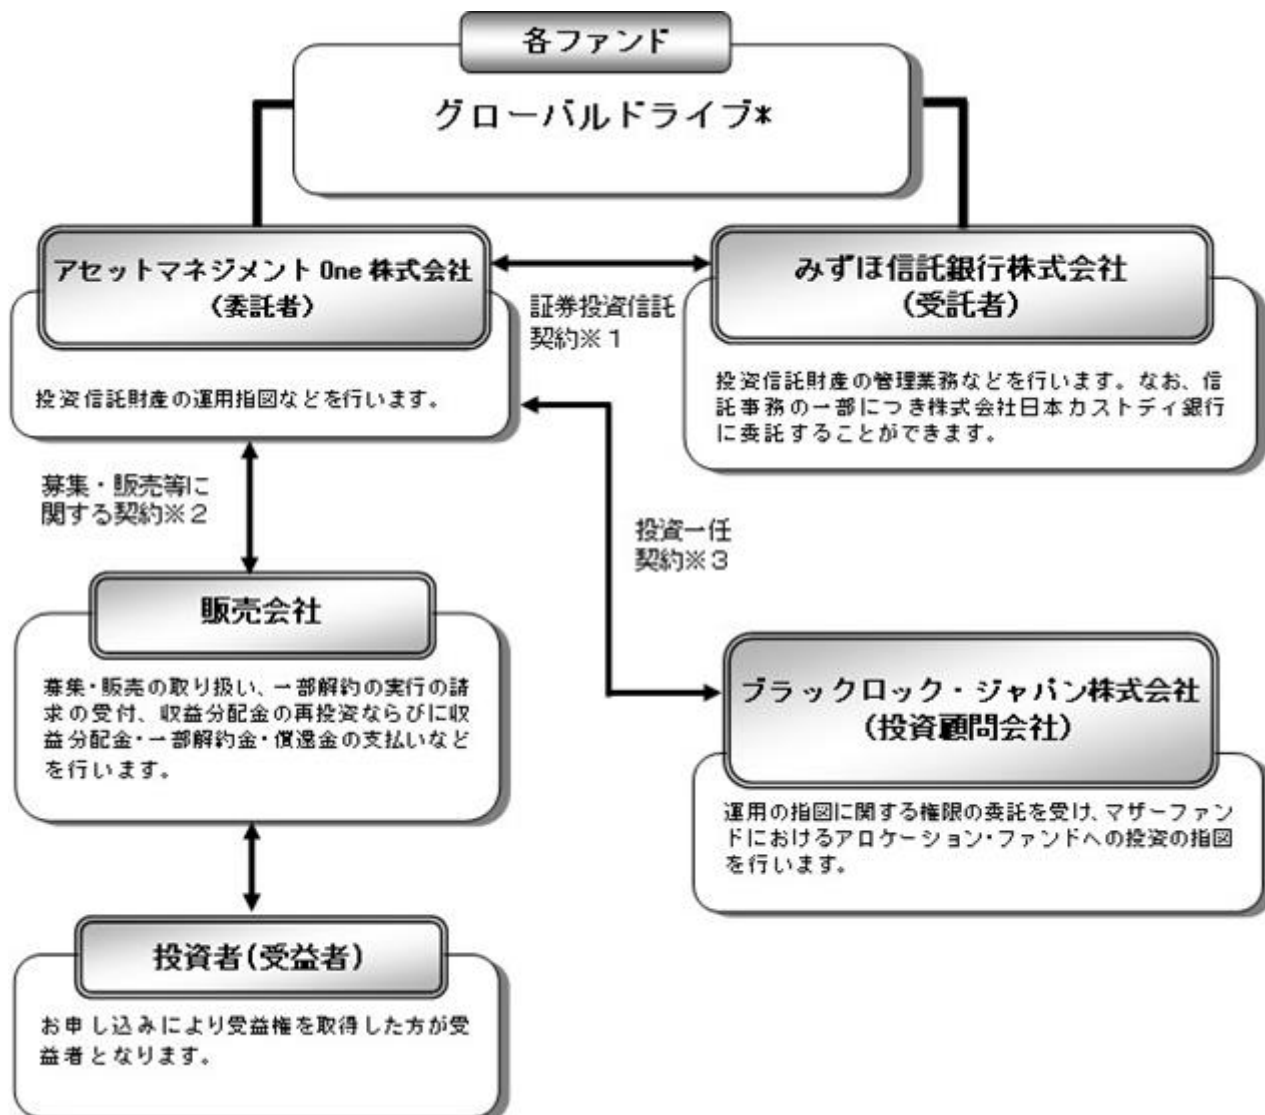 各ファンド
グローバルドライブ*
アセットマネジメント One 株式会社
（委託者）
投資信託財産の運用指図などを行います。
証券投資信託
契約※１
みずほ信託銀行株式会社
（受託者）
投資信託財産の管理業務などを行います。なお、信
託事務の一部につき株式会社日本カストディ銀行
に委託することができます。
募集・販売等に
関する契約※２
投資一任
契約※３
販売会社
募集・販売の取り扱い、一部解約の実行の請
求の受付、収益分配金の再投資ならびに収
益分配金・一部解約金・償還金の支払いなど
を行います。
ブラックロック・ジャパン株式会社
（投資顧問会社）
運用の指図に関する権限の委託を受け、マザーファン
ドにおけるアロケーション・ファンドへの投資の指図
を行います。
投資者（受益者）
お申し込みにより受益権を取得した方が受
益者となります。